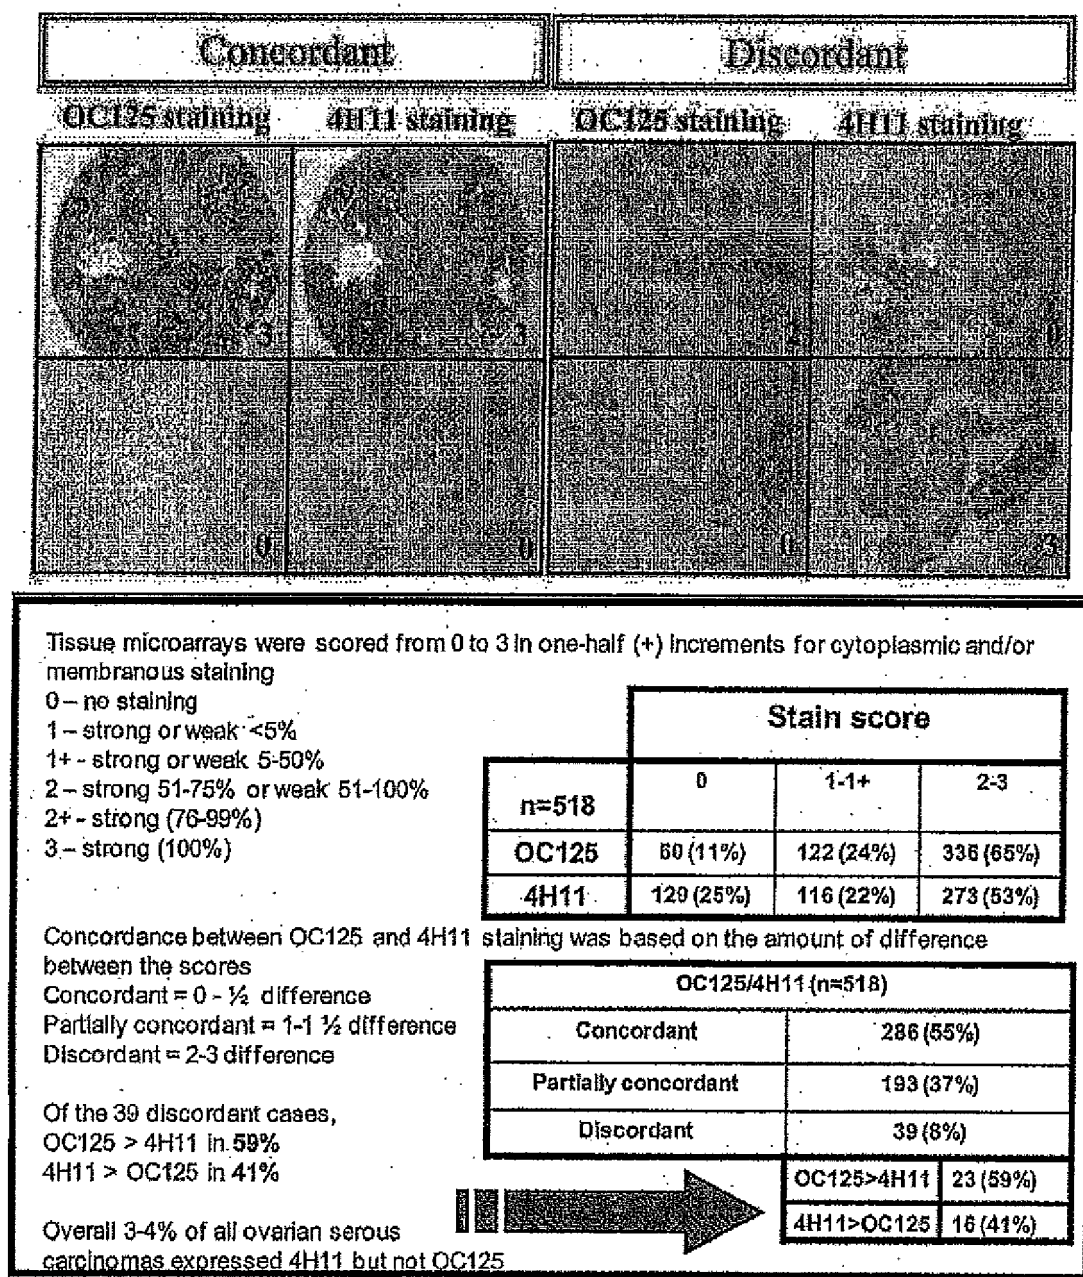 Concordant Discordant
OC125 staining 4H11 staining OC125 staining 4H11 staining
3 3 2 0
0 0 0 3
Tissue microarrays were scored from 0 to 3 in one-half (+) increments for cytoplasmic and/or
membranous staining
0 – no staining
1 – strong or weak <5%
1+ - strong or weak 5-50%
2 – strong 51-75% or weak 51-100%
2+ - strong (76-99%)
3 – strong (100%)
Stain score
n=518 0 1-1+ 2-3
OC125 60 (11%) 122 (24%) 336 (65%)
4H11 129 (25%) 116 (22%) 273 (53%)
Concordance between OC125 and 4H11 staining was based on the amount of difference
between the scores
Concordant = 0 - ½ difference
Partially concordant = 1-1 ½ difference
Discordant = 2-3 difference
OC125/4H11 (n=518)
Concordant 286 (55%)
Partially concordant 193 (37%)
Discordant 39 (8%)
OC125>4H11 23 (59%)
4H11>OC125 16 (41%)
Of the 39 discordant cases,
OC125 > 4H11 in 59%
4H11 > OC125 in 41%
Overall 3-4% of all ovarian serous
carcinomas expressed 4H11 but not OC125